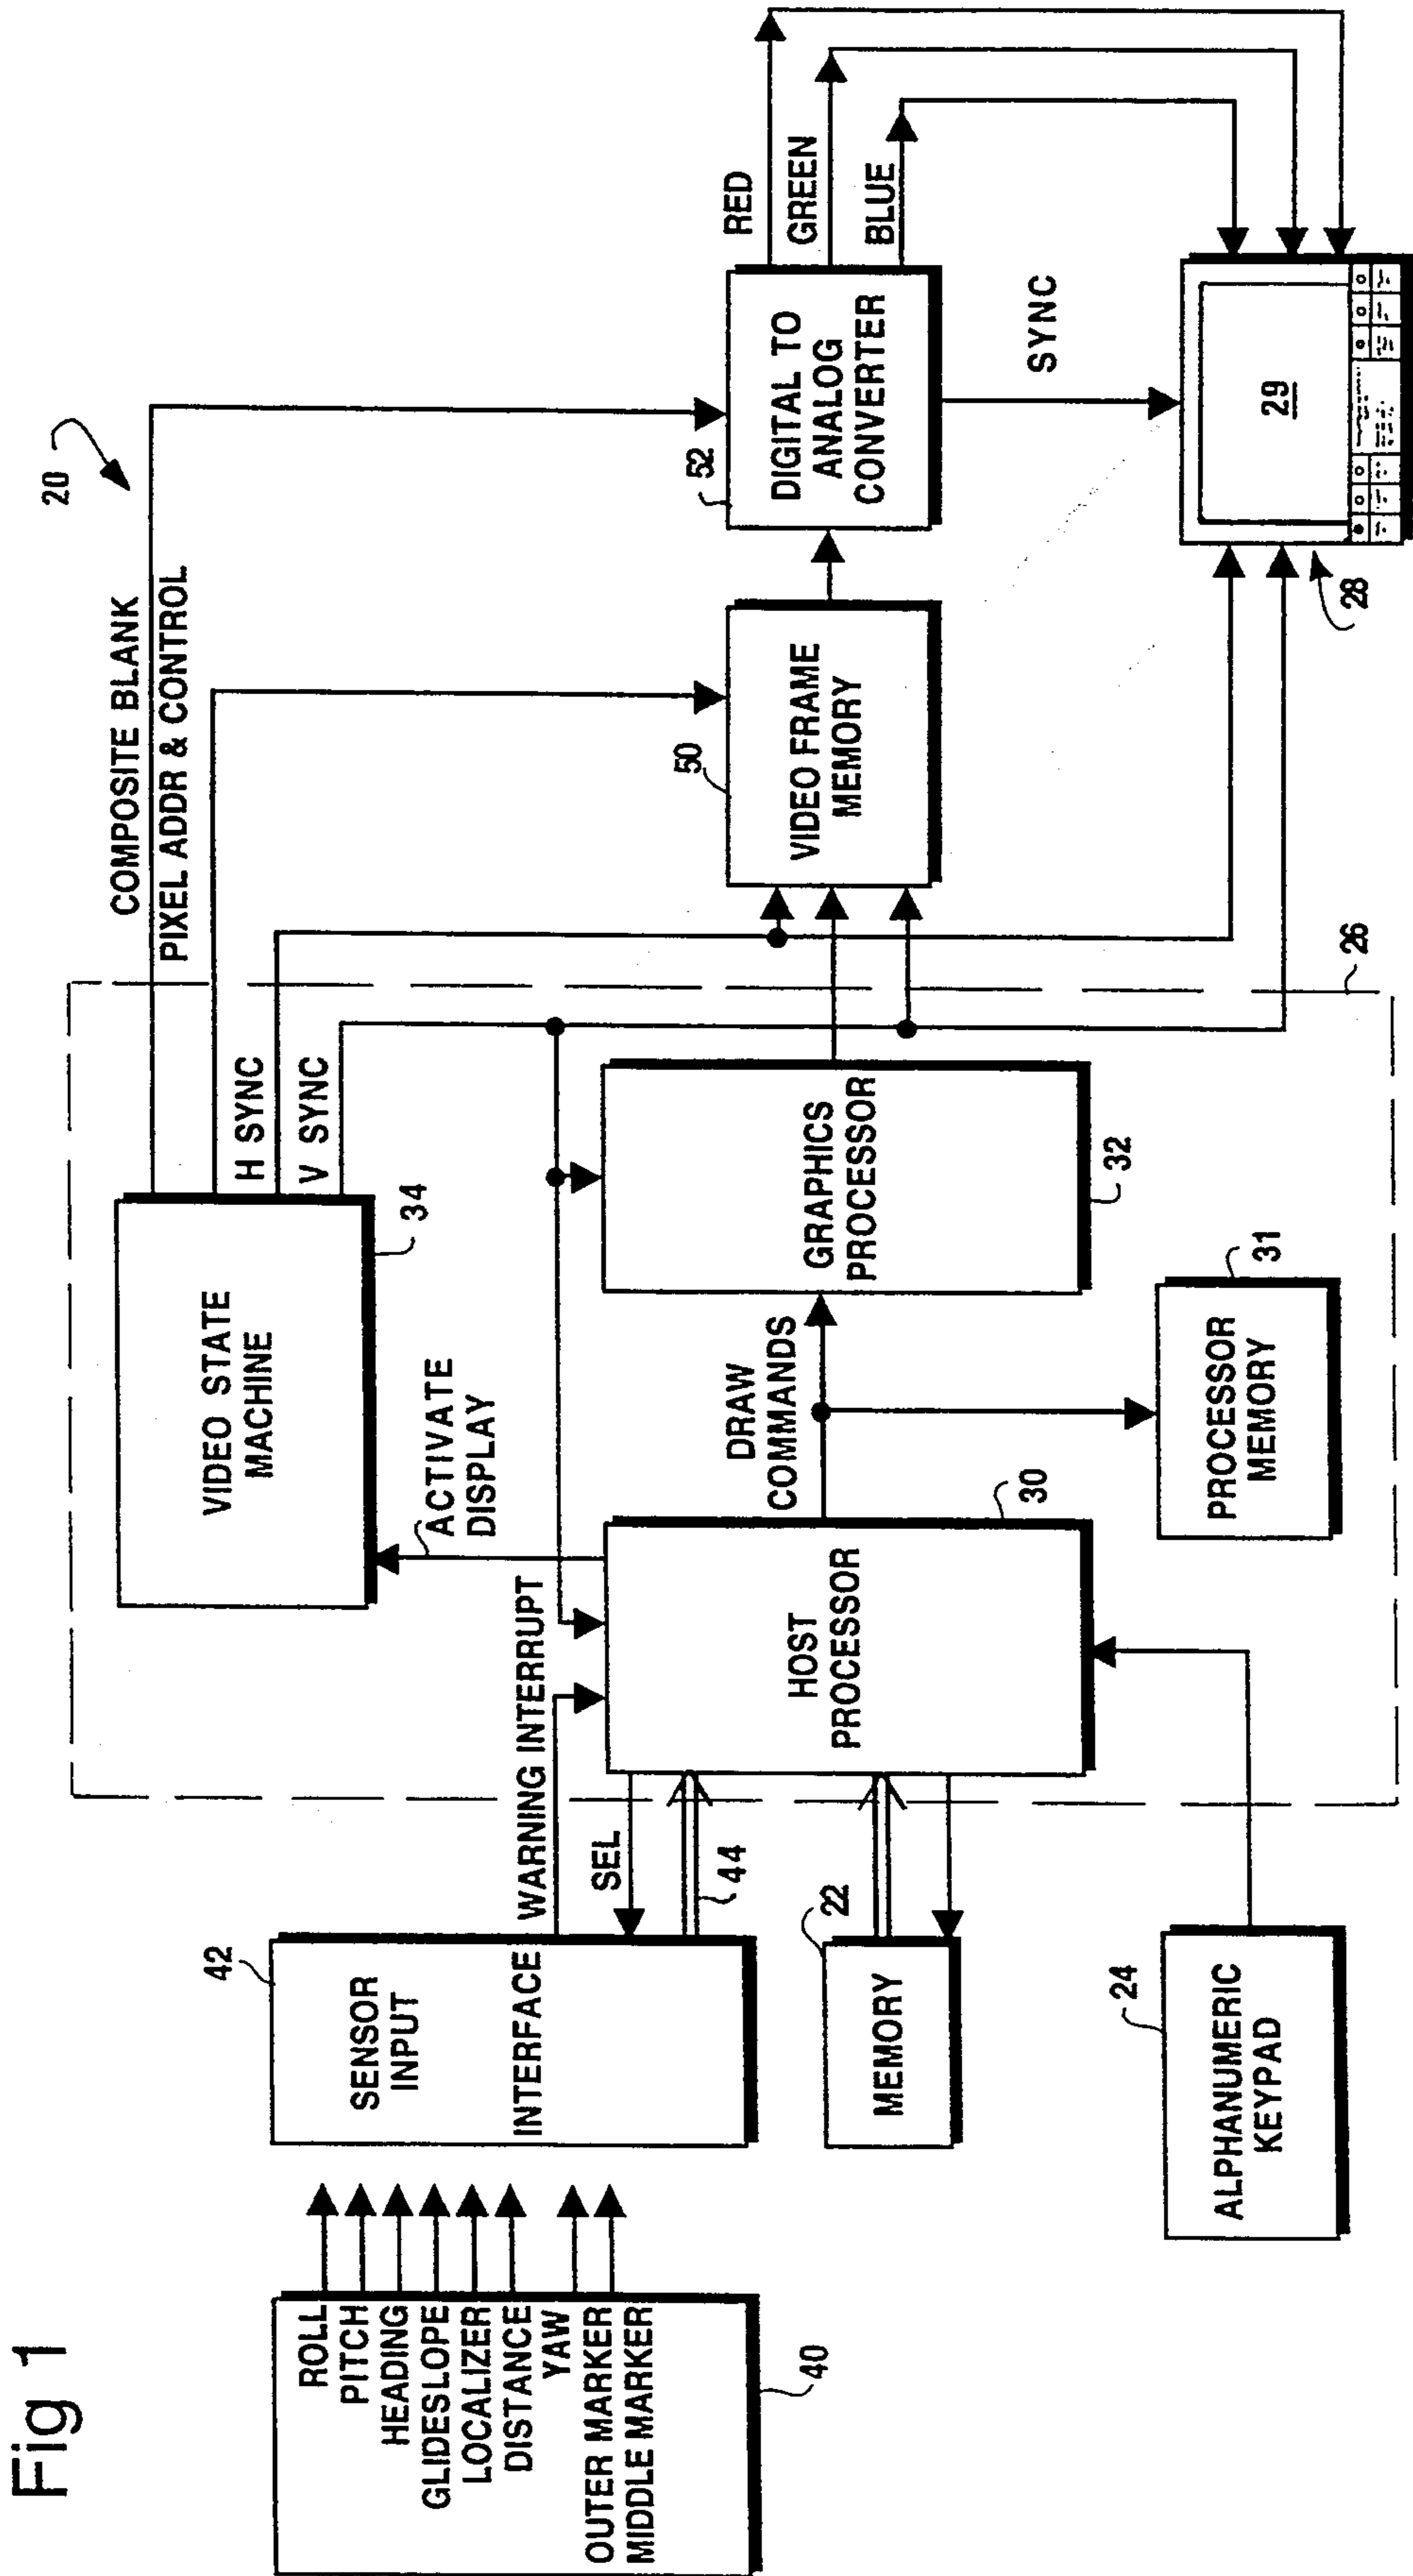 Fig 1
20
COMPOSITE BLANK
PIXEL ADDR & CONTROL
H SYNC
V SYNC
VIDEO STATE
MACHINE
34
ACTIVATE
DISPLAY
WARNING INTERRUPT
SEL
44
42
SENSOR
INPUT
INTERFACE
ROLL
PITCH
HEADING
GLIDESLOPE
LOCALIZER
DISTANCE
YAW
OUTER MARKER
MIDDLE MARKER
40
22
MEMORY
24
ALPHANUMERIC
KEYPAD
HOST
PROCESSOR
30
DRAW
COMMANDS
PROCESSOR
MEMORY
31
GRAPHICS
PROCESSOR
32
26
50
VIDEO FRAME
MEMORY
52
DIGITAL TO
ANALOG
CONVERTER
RED
GREEN
BLUE
SYNC
29
28